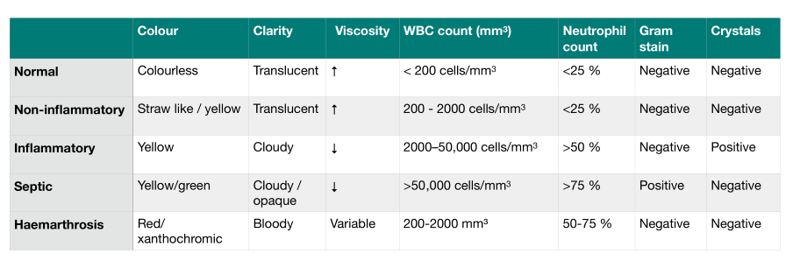 Colour Clarity Viscosity WBC count (mm³) Neutrophil count Gram stain Crystals
Normal Colourless Translucent ↑ < 200 cells/mm³ <25 % Negative Negative
Non-inflammatory Straw like / yellow Translucent ↑ 200 - 2000 cells/mm³ <25 % Negative Negative
Inflammatory Yellow Cloudy ↓ 2000–50,000 cells/mm³ >50 % Negative Positive
Septic Yellow/green Cloudy / opaque ↓ >50,000 cells/mm³ >75 % Positive Negative
Haemarthrosis Red/ xanthochromic Bloody Variable 200-2000 mm³ 50-75 % Negative Negative